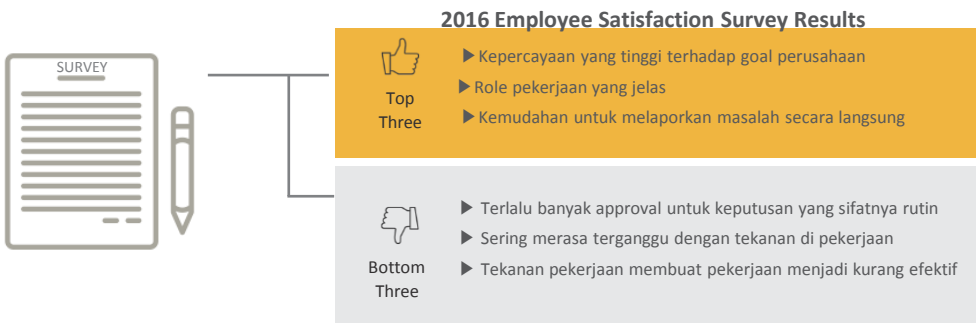 2016 Employee Satisfaction Survey Results
SURVEY
Top
Three
▶ Kepercayaan yang tinggi terhadap goal perusahaan
▶ Role pekerjaan yang jelas
▶ Kemudahan untuk melaporkan masalah secara langsung
Bottom
Three
▶ Terlalu banyak approval untuk keputusan yang sifatnya rutin
▶ Sering merasa terganggu dengan tekanan di pekerjaan
▶ Tekanan pekerjaan membuat pekerjaan menjadi kurang efektif